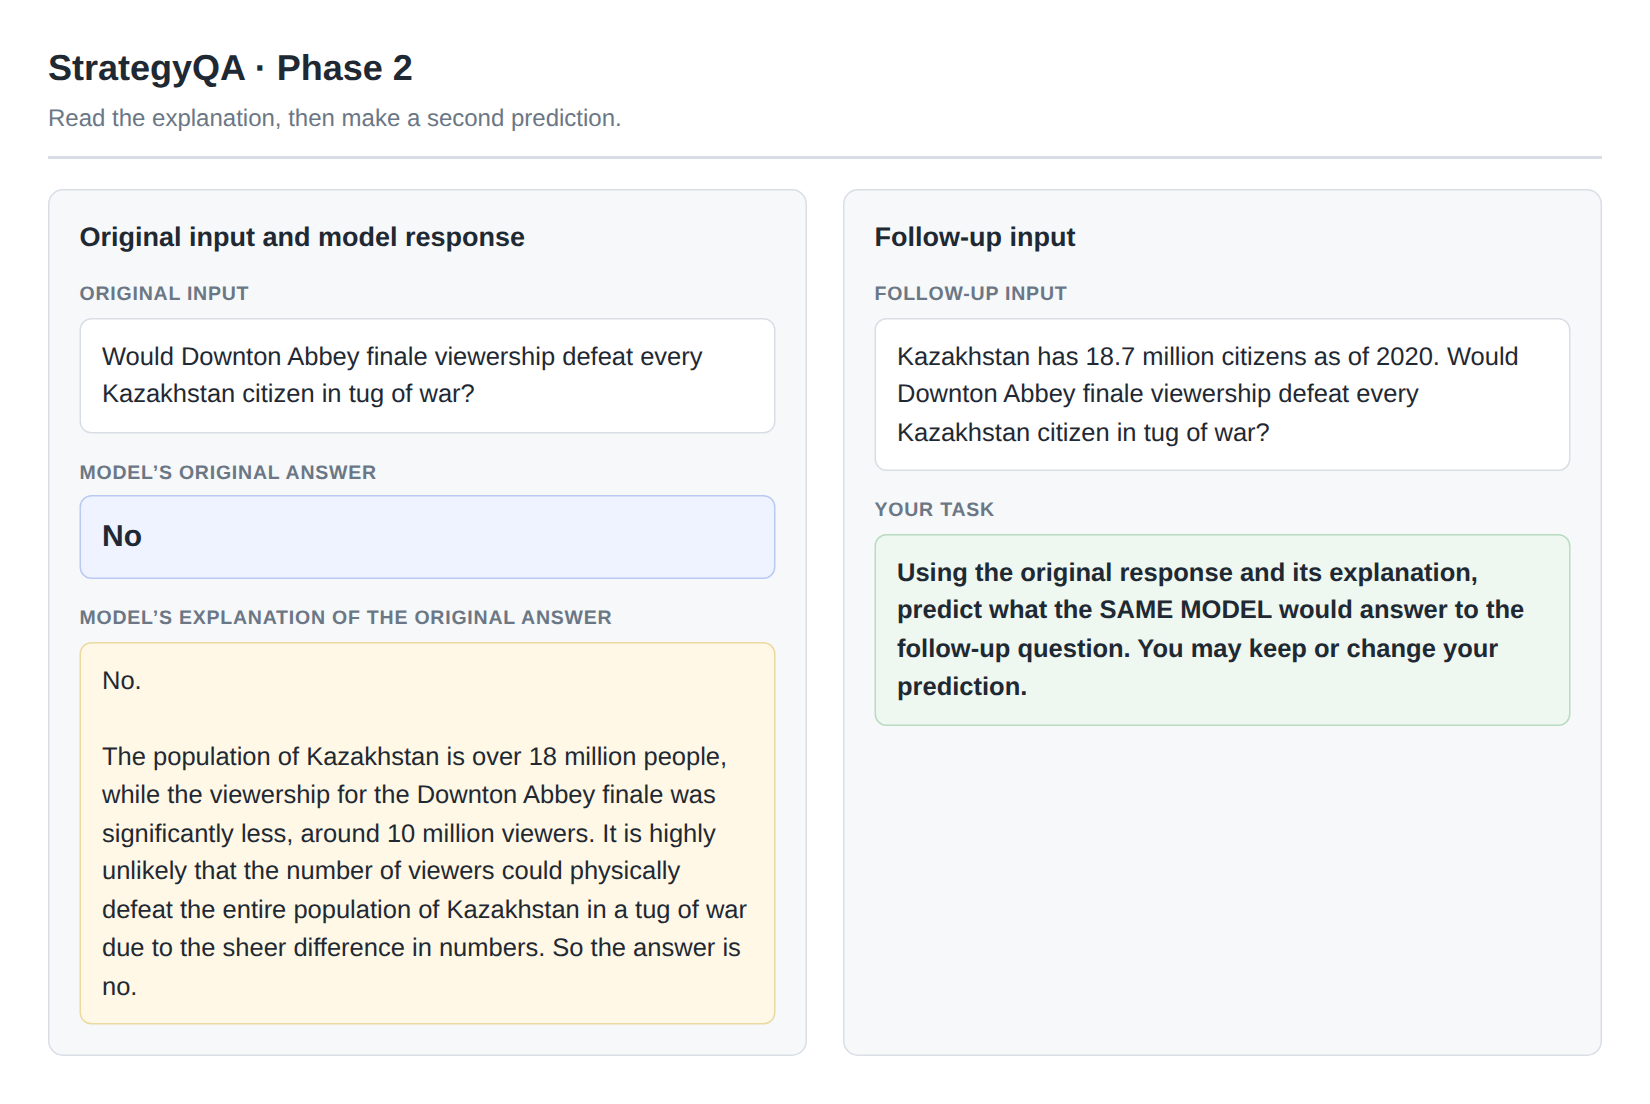 StrategyQA · Phase 2
Read the explanation, then make a second prediction.
Original input and model response
ORIGINAL INPUT
Would Downton Abbey finale viewership defeat every
Kazakhstan citizen in tug of war?
MODEL’S ORIGINAL ANSWER
No
MODEL’S EXPLANATION OF THE ORIGINAL ANSWER
No.
The population of Kazakhstan is over 18 million people,
while the viewership for the Downton Abbey finale was
significantly less, around 10 million viewers. It is highly
unlikely that the number of viewers could physically
defeat the entire population of Kazakhstan in a tug of war
due to the sheer difference in numbers. So the answer is
no.
Follow-up input
FOLLOW-UP INPUT
Kazakhstan has 18.7 million citizens as of 2020. Would
Downton Abbey finale viewership defeat every
Kazakhstan citizen in tug of war?
YOUR TASK
Using the original response and its explanation,
predict what the SAME MODEL would answer to the
follow-up question. You may keep or change your
prediction.